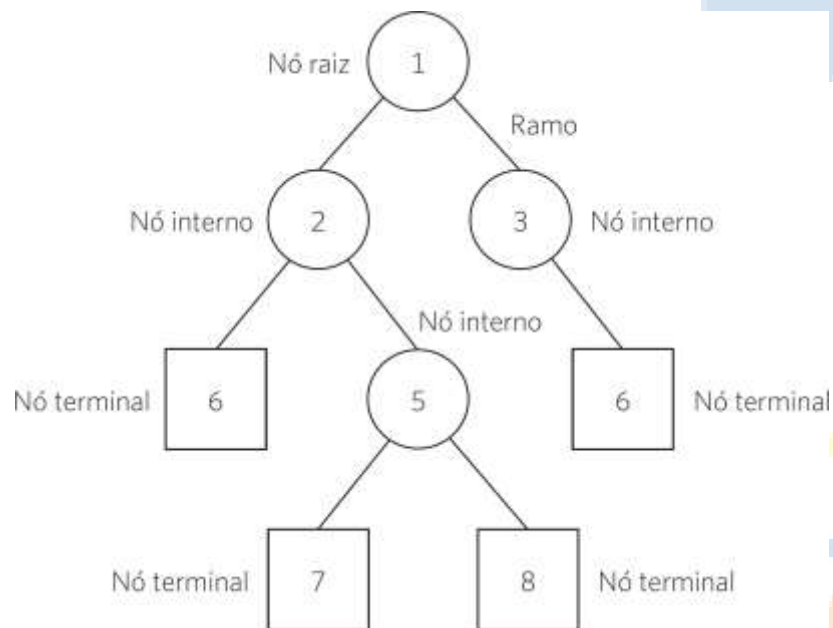 Nó raiz 1
Ramo
Nó interno 2 3 Nó interno
Nó interno
Nó terminal 6 5 6 Nó terminal
Nó terminal 7 8 Nó terminal